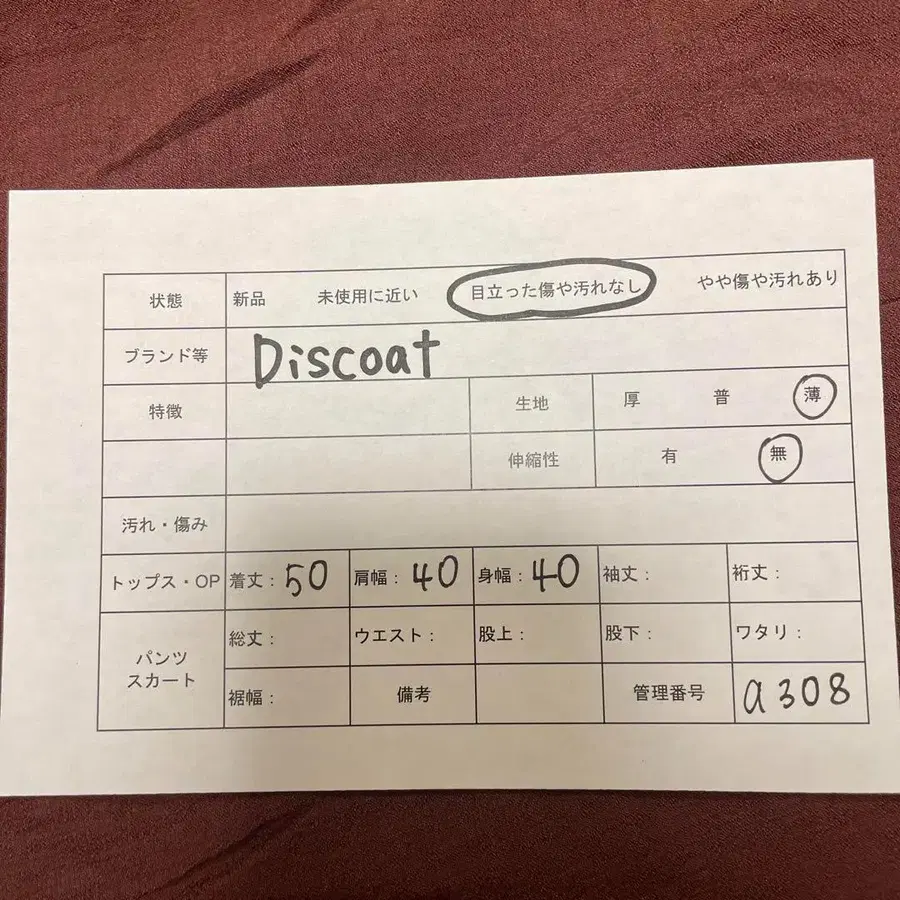 状態 新品 未使用に近い 目立った傷や汚れなし やや傷や汚れあり
ブランド等 Discoat
特徴 生地 厚 普 薄
伸縮性 有 無
汚れ・傷み
トップス・OP 着丈: 50 肩幅: 40 身幅: 40 袖丈: 裄丈:
パンツ
スカート
総丈: ウエスト: 股上: 股下: ワタリ:
裾幅: 備考 管理番号 a308